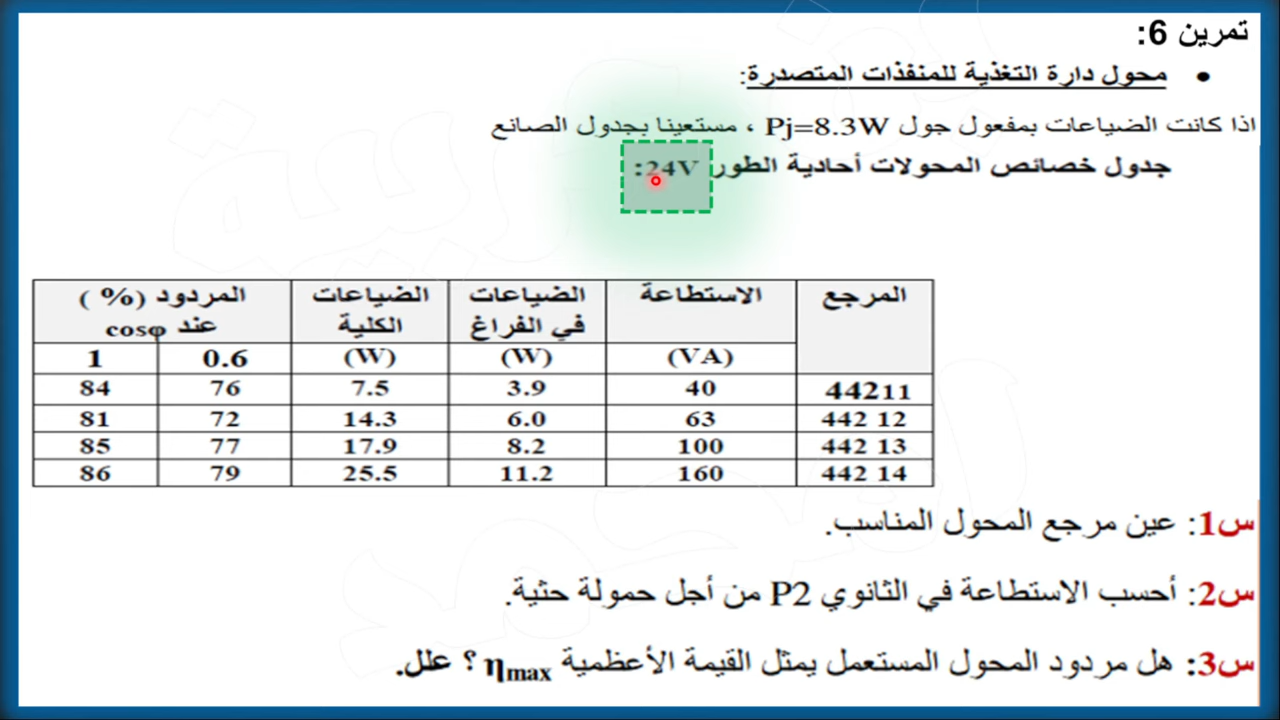 تمرين 6:
• محول دارة التغذية للمنفذات المتصدرة:
اذا كانت الضياعات بمفعول جول Pj=8.3W ، مستعينا بجدول الصانع
جدول خصائص المحولات أحادية الطور 24V:
المرجع الاستطاعة الضياعات في الفراغ الضياعات الكلية المردود (% ) عند cosφ
(VA) (W) (W) 0.6 1
44211 40 3.9 7.5 76 84
442 12 63 6.0 14.3 72 81
442 13 100 8.2 17.9 77 85
442 14 160 11.2 25.5 79 86
س1: عين مرجع المحول المناسب.
س2: أحسب الاستطاعة في الثانوي P2 من أجل حمولة حثية.
س3: هل مردود المحول المستعمل يمثل القيمة الأعظمية ηmax ؟ علل.